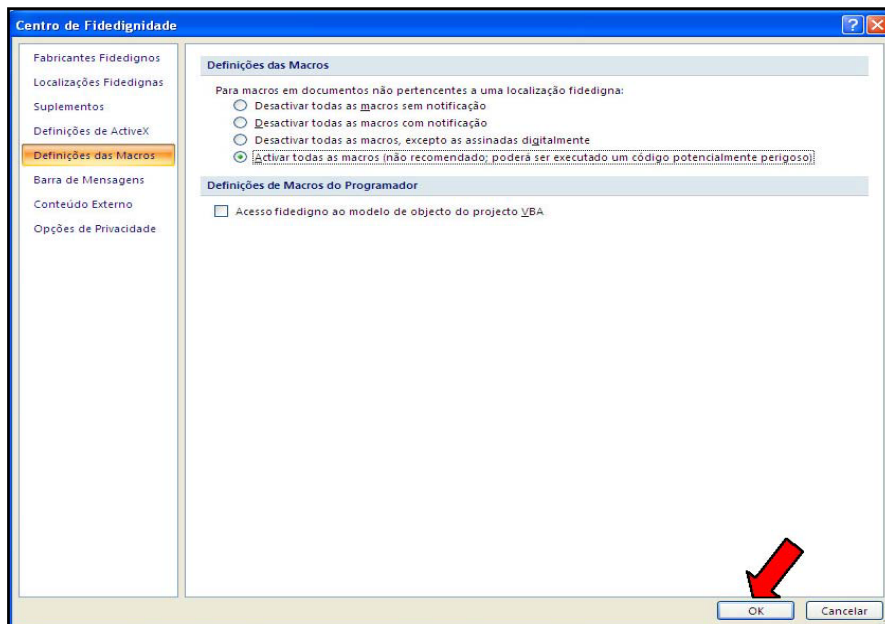 Centro de Fidedignidade
Fabricantes Fidedignos
Localizações Fidedignas
Suplementos
Definições de ActiveX
Definições das Macros
Barra de Mensagens
Conteúdo Externo
Opções de Privacidade
Definições das Macros
Para macros em documentos não pertencentes a uma localização fidedigna:
Desactivar todas as macros sem notificação
Desactivar todas as macros com notificação
Desactivar todas as macros, excepto as assinadas digitalmente
Activar todas as macros (não recomendado; poderá ser executado um código potencialmente perigoso)
Definições de Macros do Programador
Acesso fidedigno ao modelo de objecto do projecto VBA
OK
Cancelar